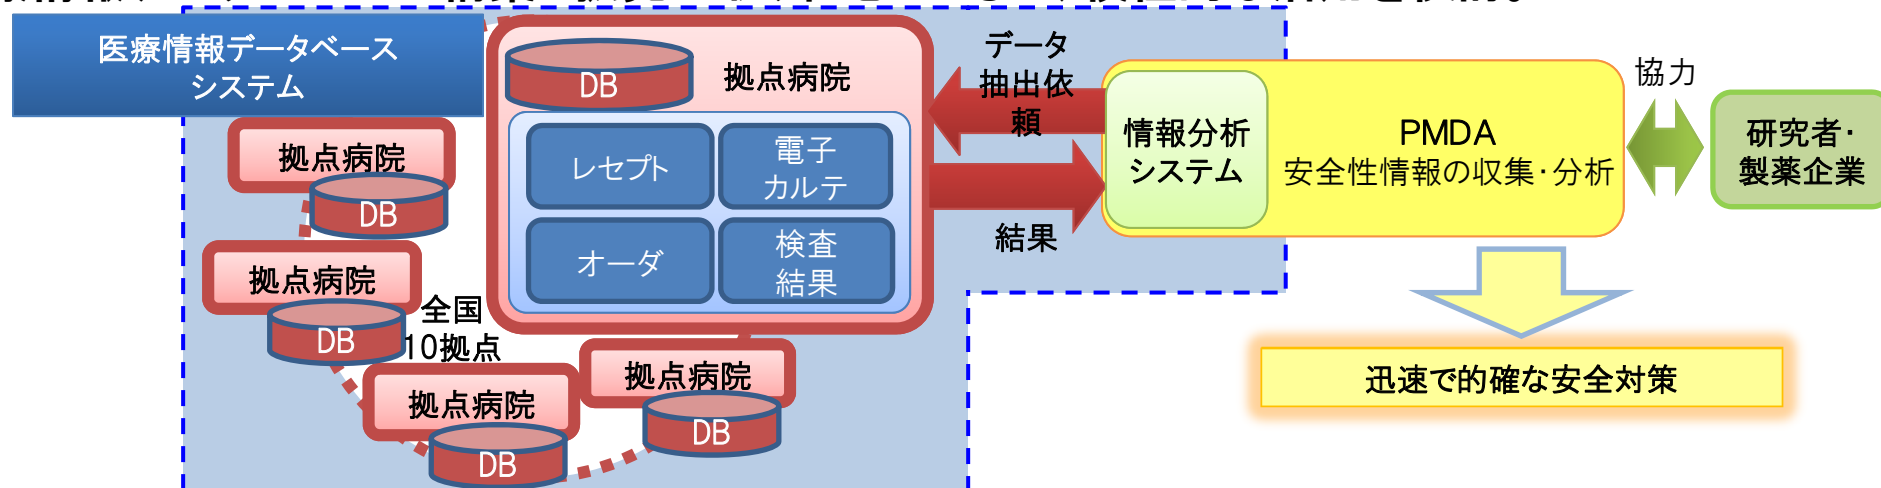 医療情報データベース
システム
DB
拠点病院
レセプト
電子
カルテ
オーダ
検査
結果
拠点病院
DB
拠点病院
DB
全国
10拠点
拠点病院
DB
拠点病院
DB
データ
抽出依
頼
結果
情報分析
システム
PMDA
安全性情報の収集・分析
協力
研究者・
製薬企業
迅速で的確な安全対策